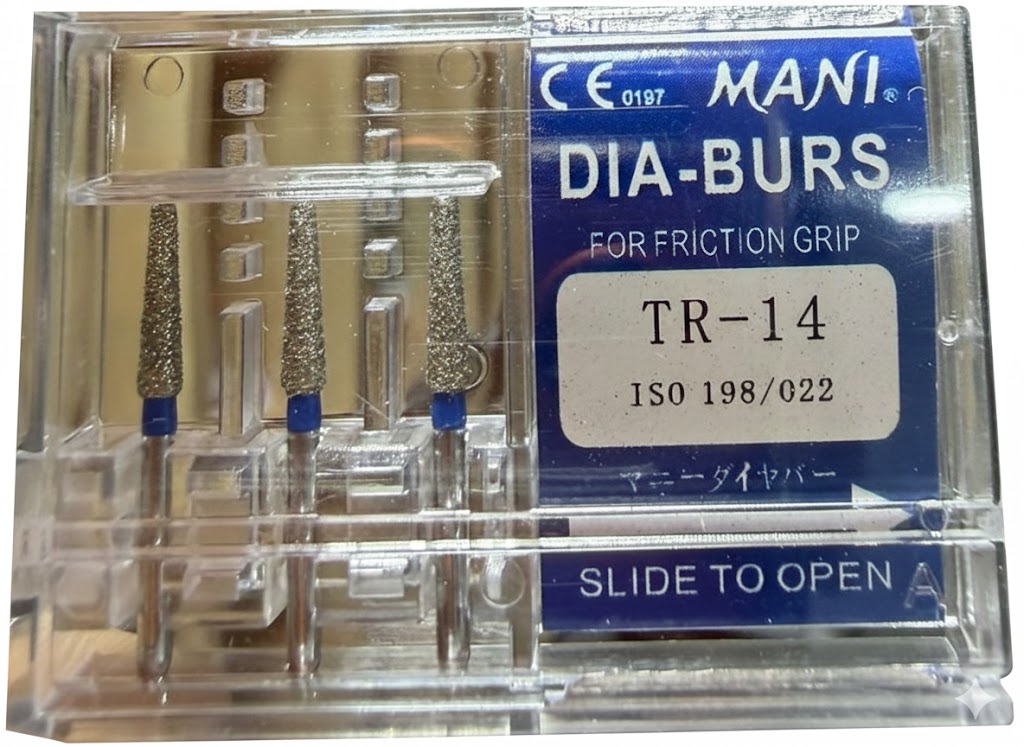 CE 0197 MANI®
DIA-BURS
FOR FRICTION GRIP
TR-14
ISO 198/022
マニーダイヤバー
SLIDE TO OPEN